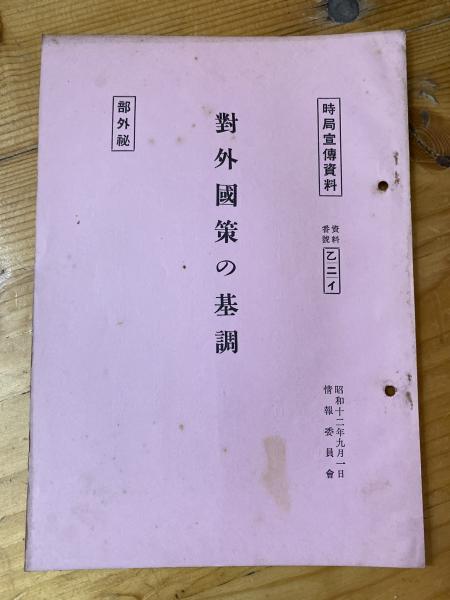 時局宣傳資料
資料番號
乙二イ
昭和十二年九月一日
情報委員會
對外國策の基調
部外祕